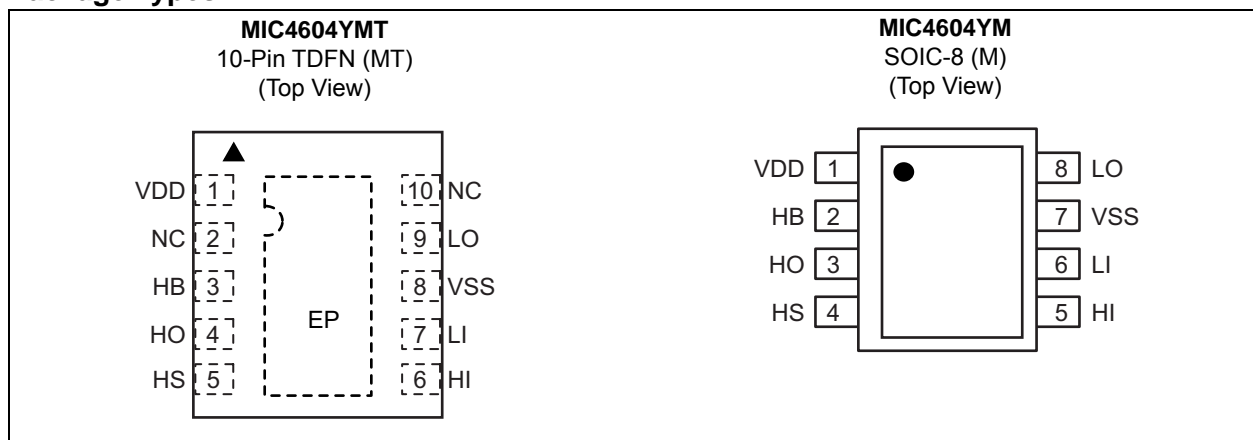 MIC4604YMT
10-Pin TDFN (MT)
(Top View)
VDD 1
NC 2
HB 3
HO 4
HS 5
EP
10 NC
9 LO
8 VSS
7 LI
6 HI
MIC4604YM
SOIC-8 (M)
(Top View)
VDD 1
HB 2
HO 3
HS 4
8 LO
7 VSS
6 LI
5 HI